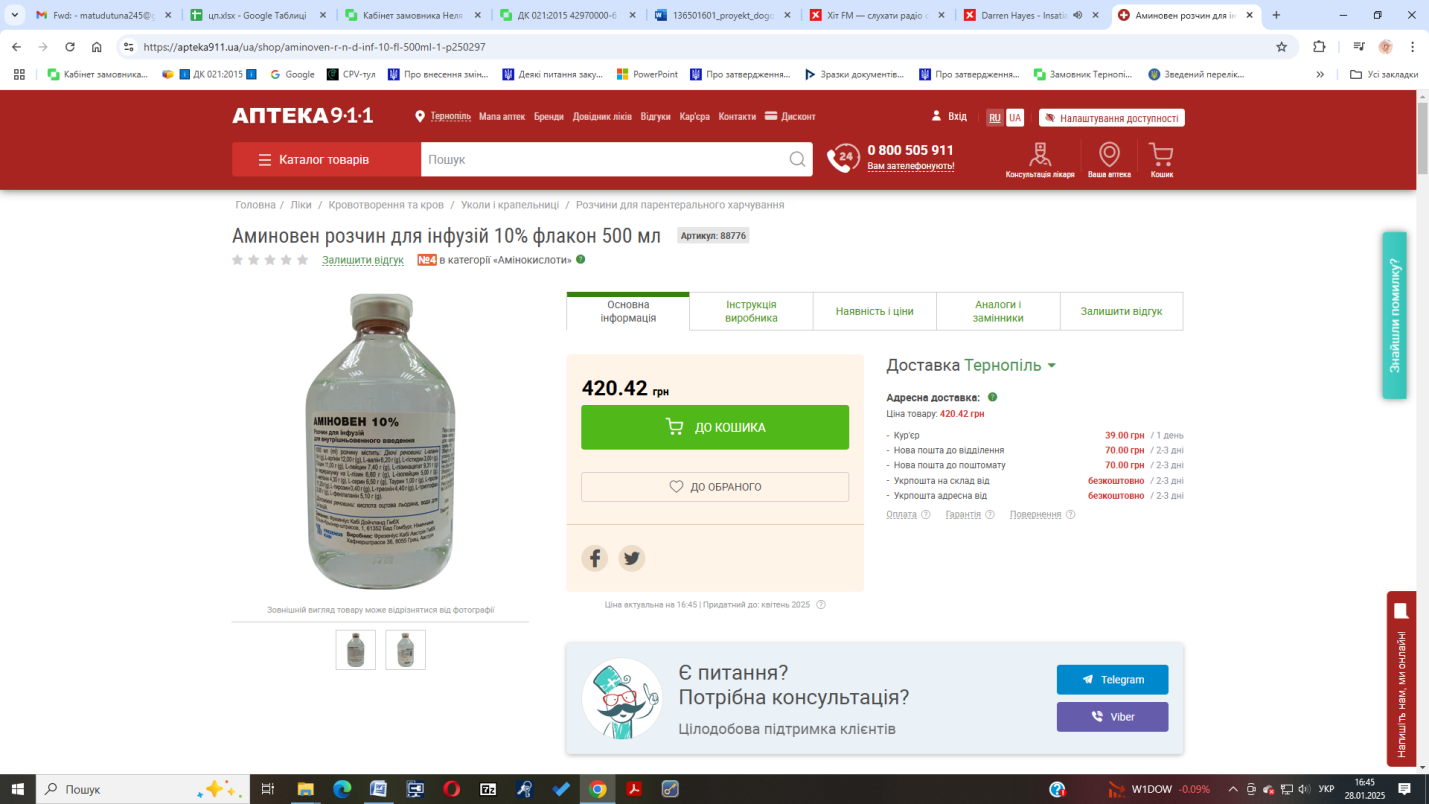 Fwd: - matudutuna245@g
цп.xlsx - Google Таблиці
Кабінет замовника Неля
ДК 021:2015 42970000-6
136501601_proyekt_dogo
Хіт FM — слухати радіо
Darren Hayes - Insatia
Аминовен розчин для ін
https://apteka911.ua/ua/shop/aminoven-r-n-d-inf-10-fl-500ml-1-p250297
Кабінет замовника...
ДК 021:2015
Google
CPV-тул
Про внесення змін...
Деякі питання заку...
PowerPoint
Про затвердження...
Зразки документів...
Про затвердження...
Замовник Тернопі...
Зведений перелік...
»
Усі закладки
АПТЕКА 9·1·1
Тернопіль Мапа аптек Бренди Довідник ліків Відгуки Кар'єра Контакти Дисконт
Вхід RU UA Налаштування доступності
Каталог товарів
Пошук
24
0 800 505 911
Вам зателефонують!
Консультація лікаря
Ваша аптека
Кошик
Головна / Ліки / Кровотворення та кров / Уколи і крапельниці / Розчини для парентерального харчування
Аминовен розчин для інфузій 10% флакон 500 мл Артикул: 88776
Залишити відгук №4 в категорії «Амінокислоти»
АМІНОВЕН 10%
Розчин для інфузій
для внутрішньовенного введення
Зовнішній вигляд товару може відрізнятися від фотографії
Основна інформація
Інструкція виробника
Наявність і ціни
Аналоги і замінники
Залишити відгук
420.42 грн
ДО КОШИКА
ДО ОБРАНОГО
Ціна актуальна на 16:45 | Придатний до: квітень 2025
Доставка Тернопіль
Адресна доставка:
Ціна товару: 420.42 грн
- Кур'єр 39.00 грн / 1 день
- Нова пошта до відділення 70.00 грн / 2-3 дні
- Нова пошта до поштомату 70.00 грн / 2-3 дні
- Укрпошта на склад від безкоштовно / 2-3 дні
- Укрпошта адресна від безкоштовно / 2-3 дні
Оплата Гарантія Повернення
Є питання?
Потрібна консультація?
Цілодобова підтримка клієнтів
Telegram
Viber
Знайшли помилку?
Напишіть нам, ми онлайн!
Пошук
W1DOW -0.09%
УКР
16:45
28.01.2025